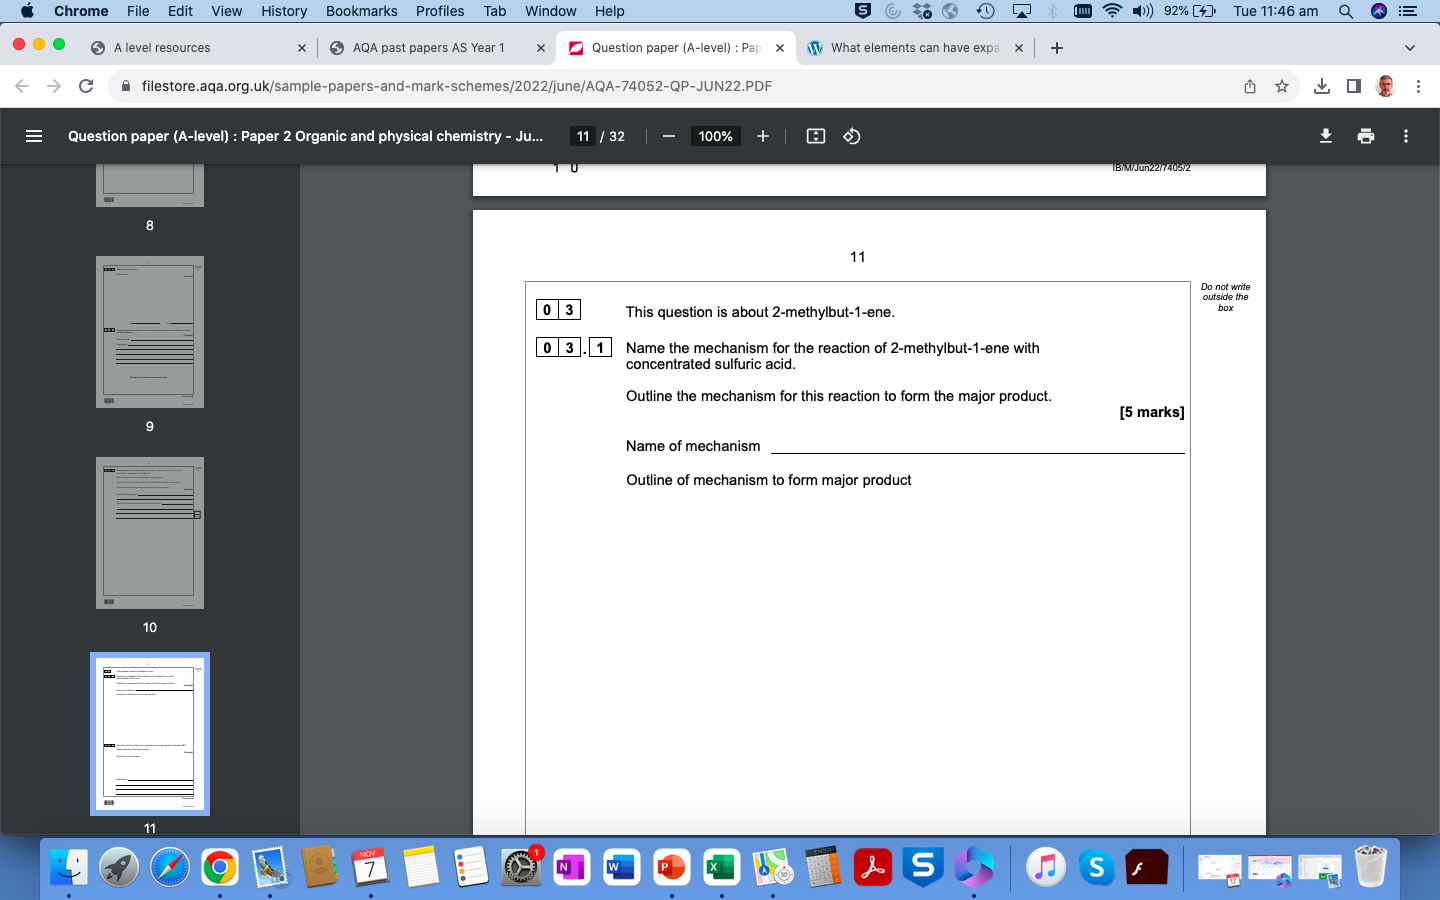 Chrome File Edit View History Bookmarks Profiles Tab Window Help 92% Tue 11:46 am
A level resources
AQA past papers AS Year 1
Question paper (A-level) : Pap
What elements can have expa
filestore.aqa.org.uk/sample-papers-and-mark-schemes/2022/june/AQA-74052-QP-JUN22.PDF
Question paper (A-level) : Paper 2 Organic and physical chemistry - Ju... 11 / 32 100%
1 0
IB/M/Jun22/7405/2
8
9
10
11
11
Do not write
outside the
box
0 3 This question is about 2-methylbut-1-ene.
0 3 . 1 Name the mechanism for the reaction of 2-methylbut-1-ene with
concentrated sulfuric acid.
Outline the mechanism for this reaction to form the major product.
[5 marks]
Name of mechanism
Outline of mechanism to form major product
NOV
7
1
N
W
P
X
3D
S
S
f
17